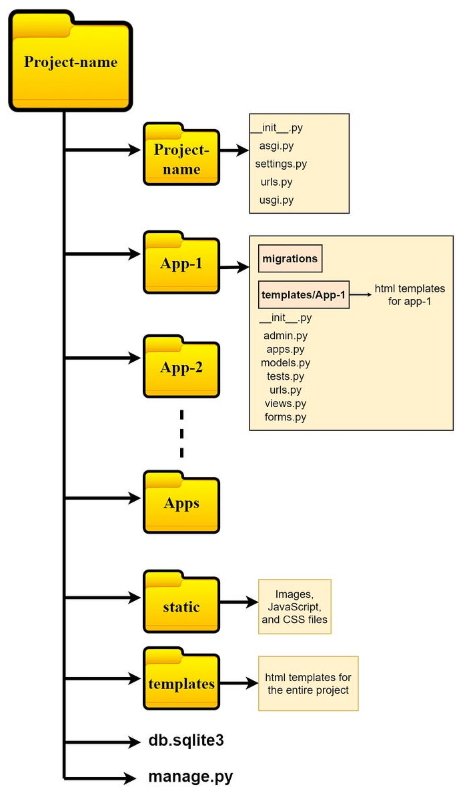 Project-name
Project-
name
__init__.py
asgi.py
settings.py
urls.py
usgi.py
App-1
migrations
templates/App-1
html templates
for app-1
__init__.py
admin.py
apps.py
models.py
tests.py
urls.py
views.py
forms.py
App-2
Apps
static
Images,
JavaScript,
and CSS files
templates
html templates for
the entire project
db.sqlite3
manage.py